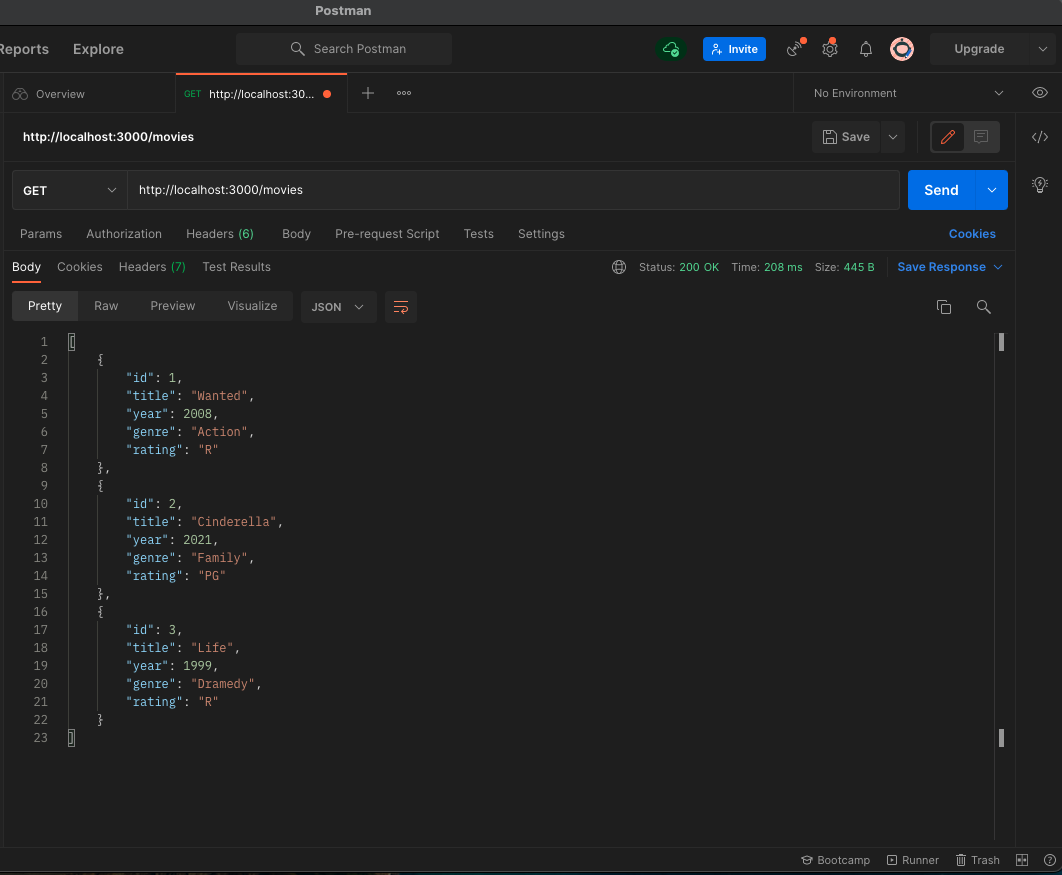 Postman
Reports Explore Search Postman Invite Upgrade
Overview GET http://localhost:30... No Environment
http://localhost:3000/movies Save
GET http://localhost:3000/movies Send
Params Authorization Headers (6) Body Pre-request Script Tests Settings Cookies
Body Cookies Headers (7) Test Results Status: 200 OK Time: 208 ms Size: 445 B Save Response
Pretty Raw Preview Visualize JSON
1 [
2 {
3 "id": 1,
4 "title": "Wanted",
5 "year": 2008,
6 "genre": "Action",
7 "rating": "R"
8 },
9 {
10 "id": 2,
11 "title": "Cinderella",
12 "year": 2021,
13 "genre": "Family",
14 "rating": "PG"
15 },
16 {
17 "id": 3,
18 "title": "Life",
19 "year": 1999,
20 "genre": "Dramedy",
21 "rating": "R"
22 }
23 ]
Bootcamp Runner Trash